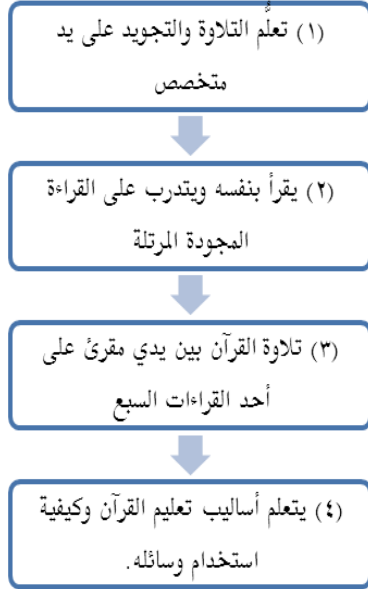 (١) تعلُّم التلاوة والتجويد على يد
متخصص
(٢) يقرأ بنفسه ويتدرب على القراءة
المجودة المرتلة
(٣) تلاوة القرآن بين يدي مقرئ على
أحد القراءات السبع
(٤) يتعلم أساليب تعليم القرآن وكيفية
استخدام وسائله.